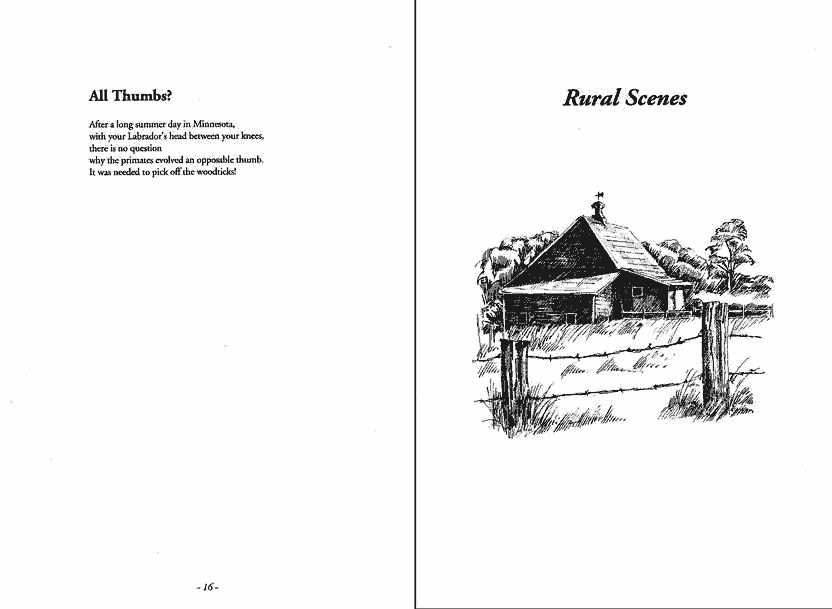 All Thumbs?
After a long summer day in Minnesota,
with your Labrador's head between your knees,
there is no question
why the primates evolved an opposable thumb.
It was needed to pick off the woodticks!
- 16 -
Rural Scenes